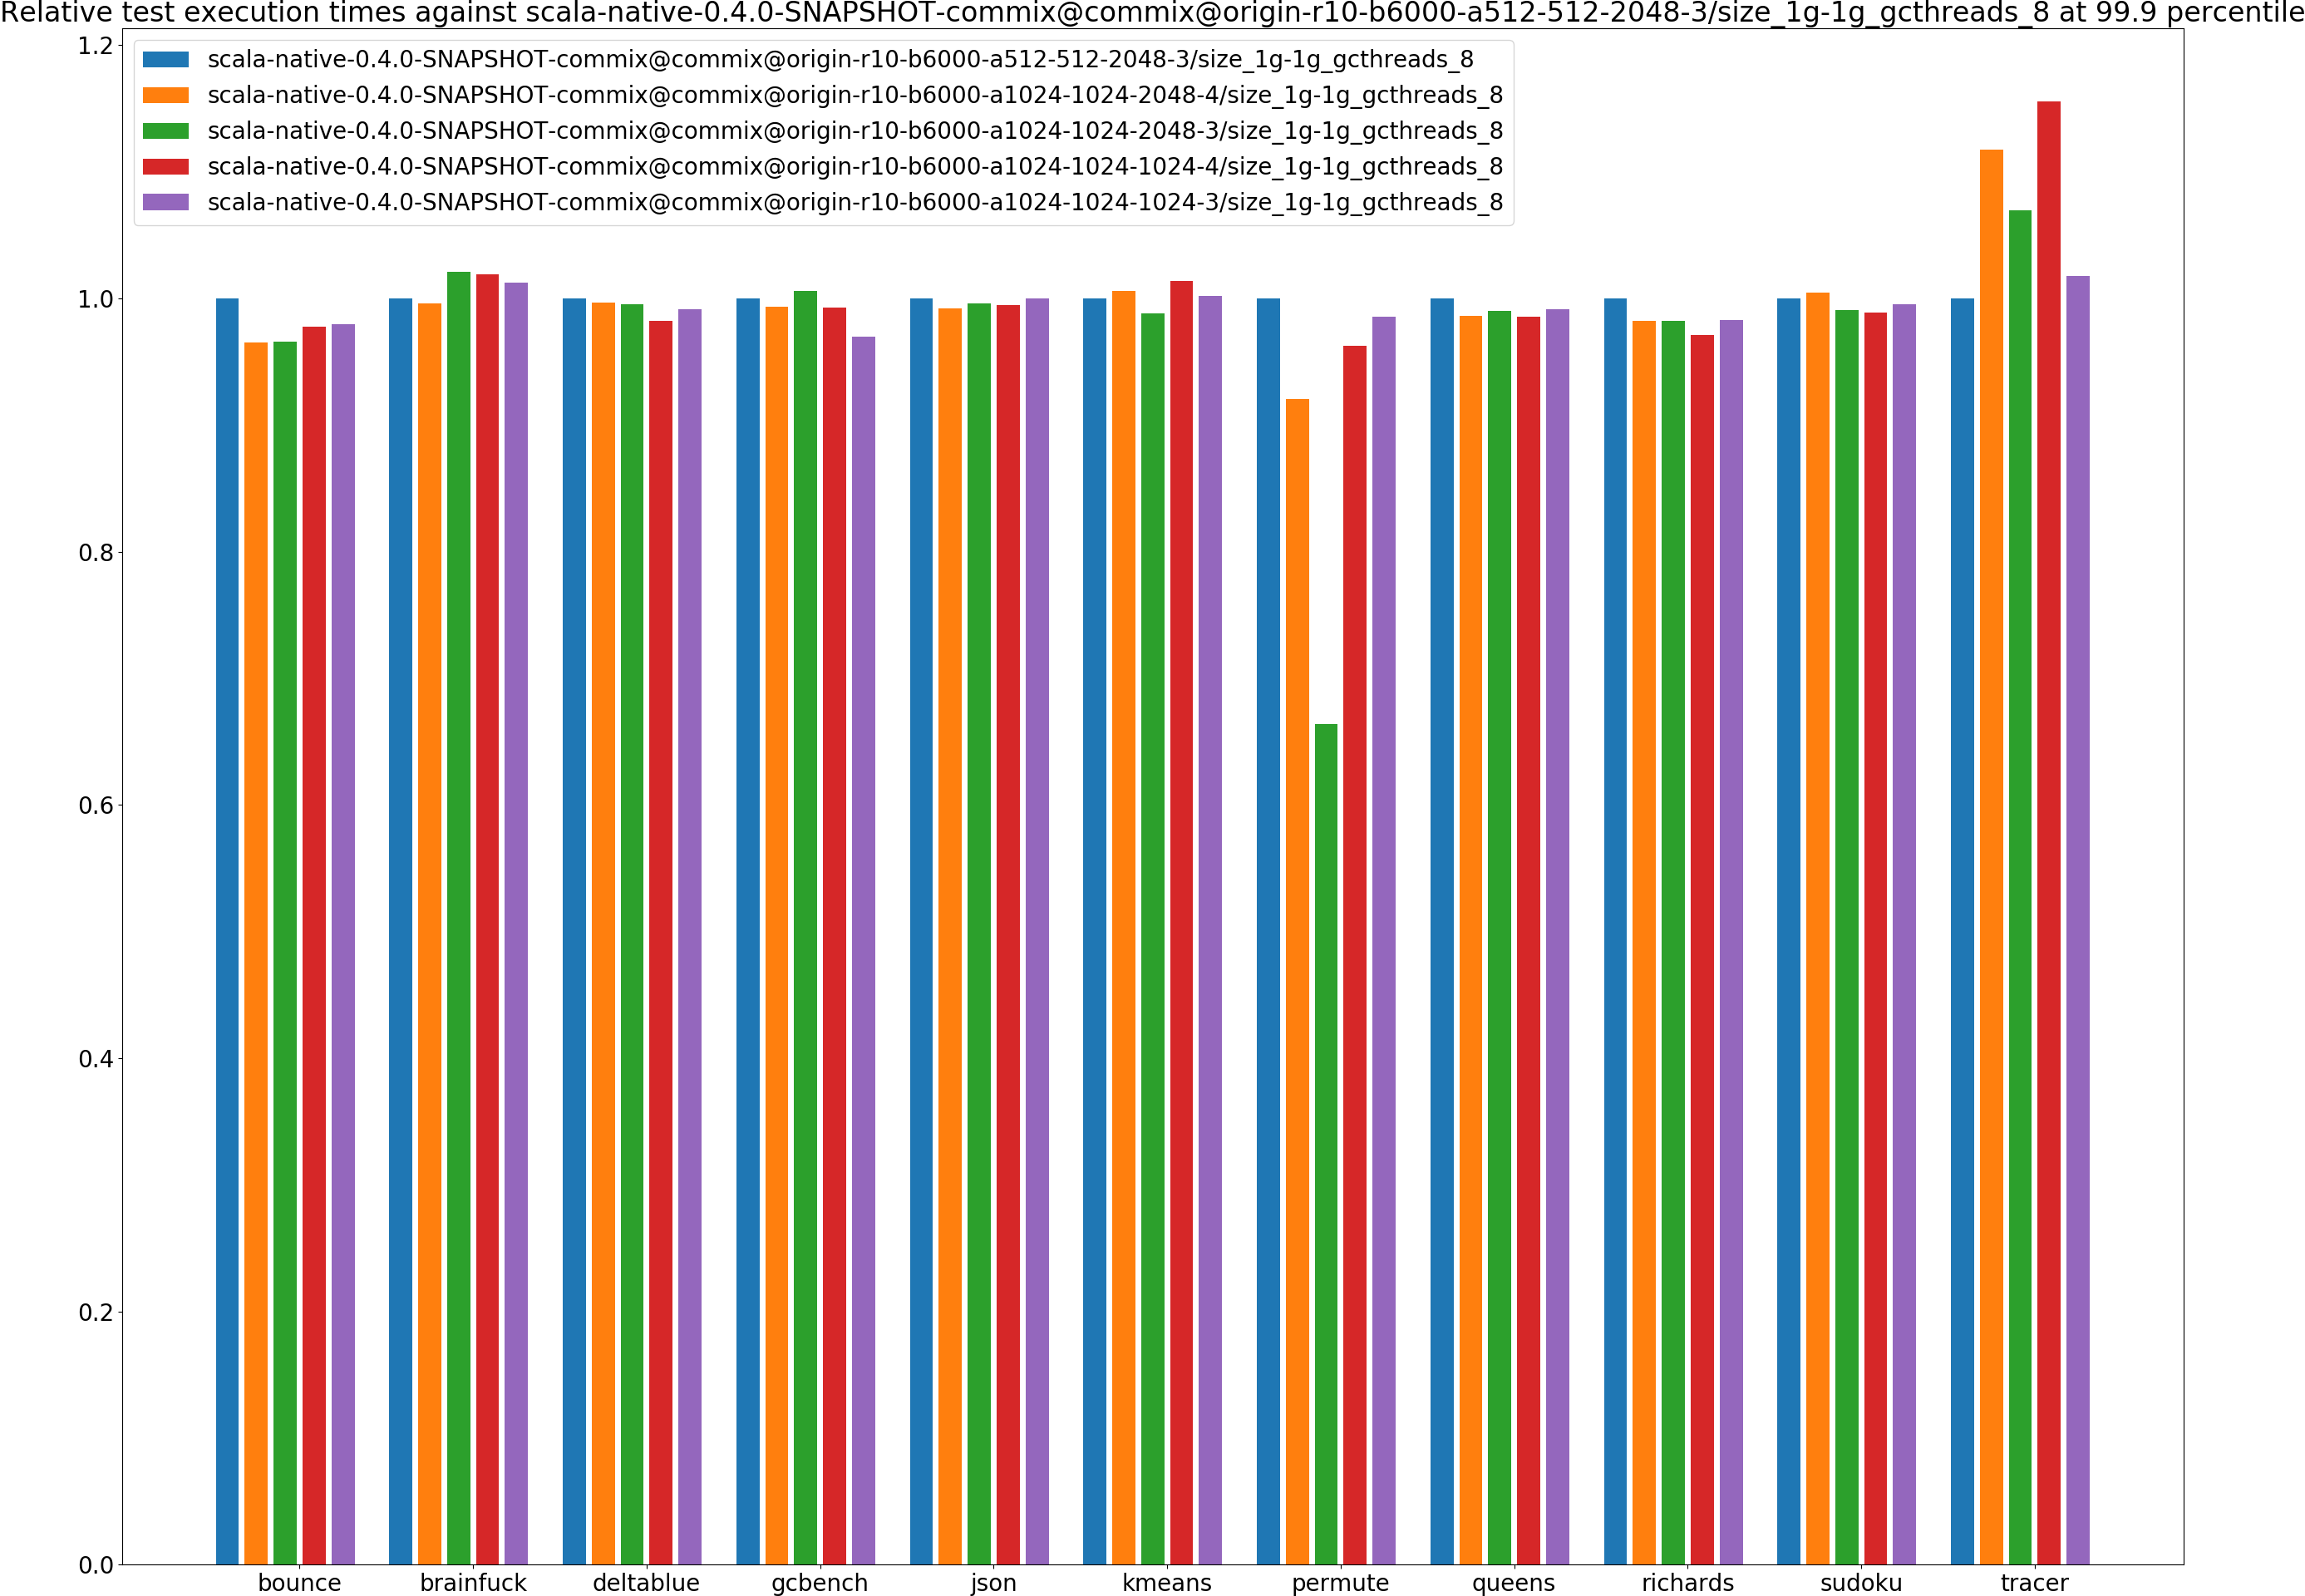 Relative test execution times against scala-native-0.4.0-SNAPSHOT-commix@commix@origin-r10-b6000-a512-512-2048-3/size_1g-1g_gcthreads_8 at 99.9 percentile
scala-native-0.4.0-SNAPSHOT-commix@commix@origin-r10-b6000-a512-512-2048-3/size_1g-1g_gcthreads_8
scala-native-0.4.0-SNAPSHOT-commix@commix@origin-r10-b6000-a1024-1024-2048-4/size_1g-1g_gcthreads_8
scala-native-0.4.0-SNAPSHOT-commix@commix@origin-r10-b6000-a1024-1024-2048-3/size_1g-1g_gcthreads_8
scala-native-0.4.0-SNAPSHOT-commix@commix@origin-r10-b6000-a1024-1024-1024-4/size_1g-1g_gcthreads_8
scala-native-0.4.0-SNAPSHOT-commix@commix@origin-r10-b6000-a1024-1024-1024-3/size_1g-1g_gcthreads_8
1.2
1.0
0.8
0.6
0.4
0.2
0.0
bounce brainfuck deltablue gcbench json kmeans permute queens richards sudoku tracer